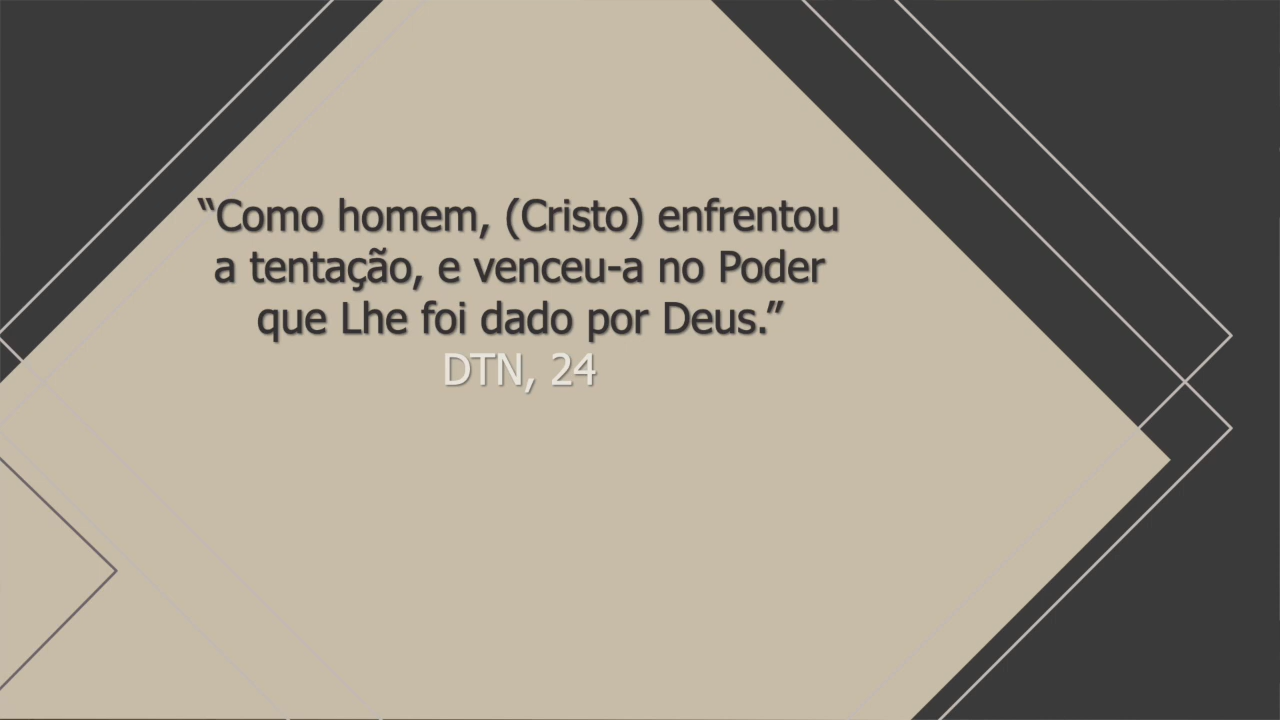 “Como homem, (Cristo) enfrentou
a tentação, e venceu-a no Poder
que Lhe foi dado por Deus.”
DTN, 24